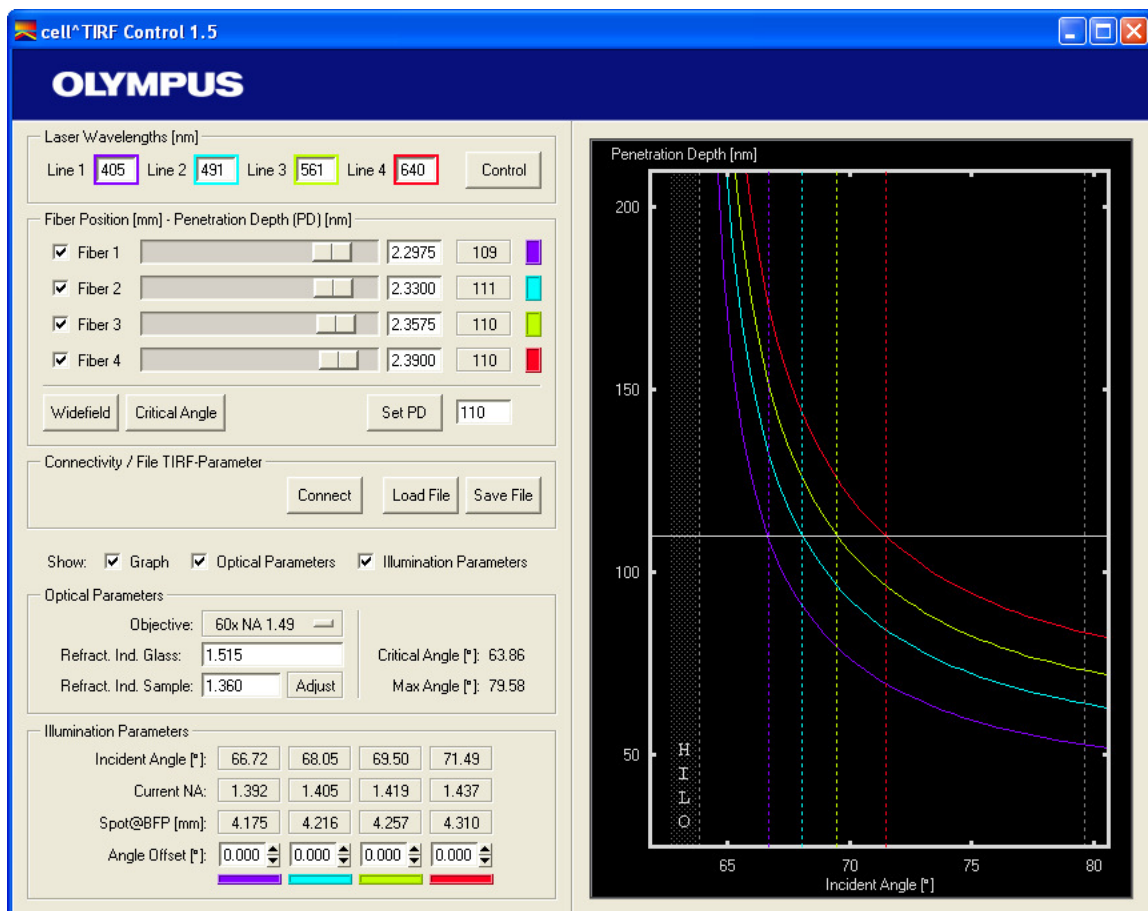 cell^TIRF Control 1.5
OLYMPUS
Laser Wavelengths [nm]
Line 1 405 Line 2 491 Line 3 561 Line 4 640 Control
Fiber Position [mm] - Penetration Depth (PD) [nm]
Fiber 1 2.2975 109
Fiber 2 2.3300 111
Fiber 3 2.3575 110
Fiber 4 2.3900 110
Widefield Critical Angle Set PD 110
Connectivity / File TIRF-Parameter
Connect Load File Save File
Show: Graph Optical Parameters Illumination Parameters
Optical Parameters
Objective: 60x NA 1.49
Refract. Ind. Glass: 1.515 Critical Angle [°]: 63.86
Refract. Ind. Sample: 1.360 Adjust Max Angle [°]: 79.58
Illumination Parameters
Incident Angle [°]: 66.72 68.05 69.50 71.49
Current NA: 1.392 1.405 1.419 1.437
Spot@BFP [mm]: 4.175 4.216 4.257 4.310
Angle Offset [°]: 0.000 0.000 0.000 0.000
Penetration Depth [nm]
200
150
100
50
H
I
L
O
65 70 75 80
Incident Angle [°]